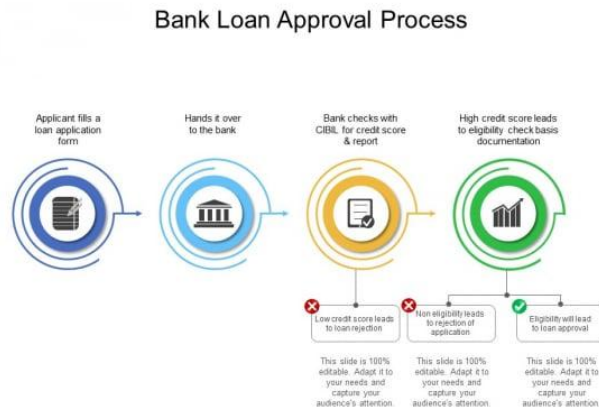 Bank Loan Approval Process
Applicant fills a
loan application
form
Hands it over
to the bank
Bank checks with
CIBIL for credit score
& report
High credit score leads
to eligibility check basis
documentation
Low credit score leads
to loan rejection
Non eligibility leads
to rejection of
application
Eligibility will lead
to loan approval
This slide is 100%
editable. Adapt it to
your needs and
capture your
audience's attention.
This slide is 100%
editable. Adapt it to
your needs and
capture your
audience's attention.
This slide is 100%
editable. Adapt it to
your needs and
capture your
audience's attention.